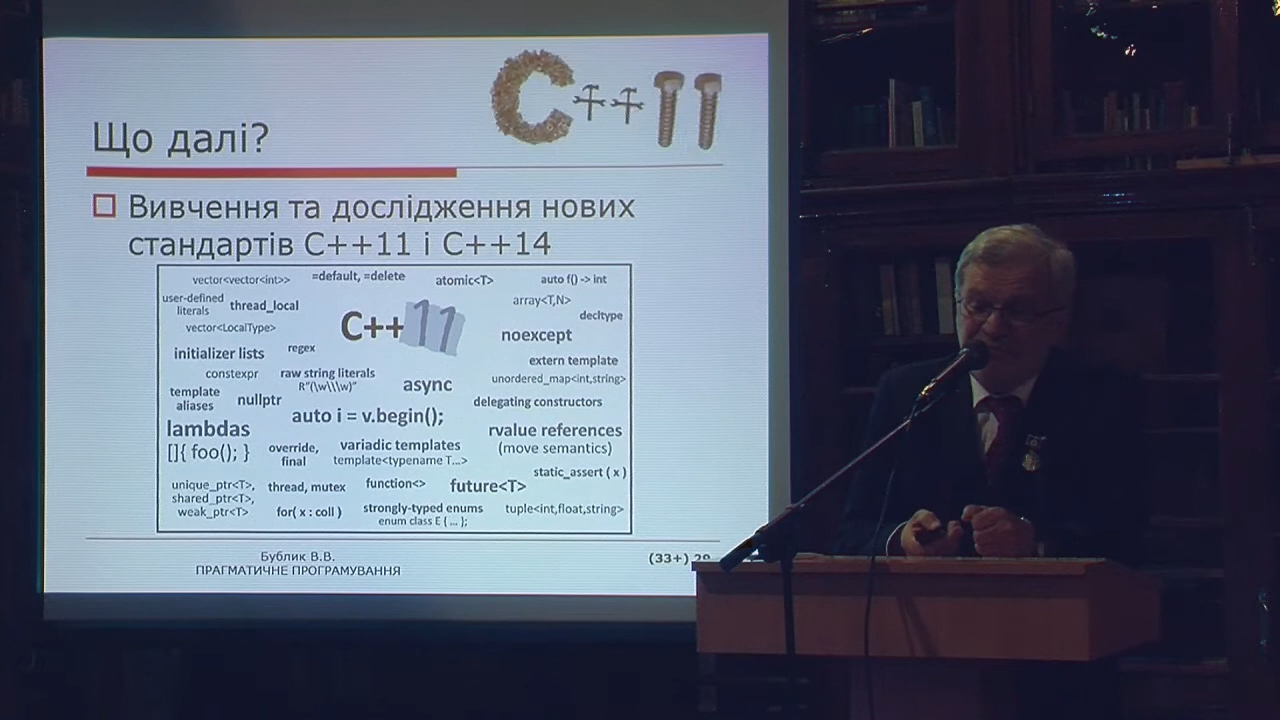 C++11
Що далі?
Вивчення та дослідження нових
стандартів C++11 і C++14
vector<vector<int>>
=default, =delete
atomic<T>
auto f() -> int
user-defined
literals
thread_local
vector<LocalType>
C++11
array<T,N>
decltype
noexcept
initializer lists
regex
extern template
constexpr
raw string literals
R"(\w\\\w)"
async
unordered_map<int,string>
template
aliases
nullptr
delegating constructors
auto i = v.begin();
lambdas
[]{ foo(); }
override,
final
variadic templates
template<typename T...>
rvalue references
(move semantics)
static_assert ( x )
unique_ptr<T>,
shared_ptr<T>,
weak_ptr<T>
thread, mutex
function<>
future<T>
for( x : coll )
strongly-typed enums
enum class E { ... };
tuple<int,float,string>
Бублик В.В.
ПРАГМАТИЧНЕ ПРОГРАМУВАННЯ
(33+)